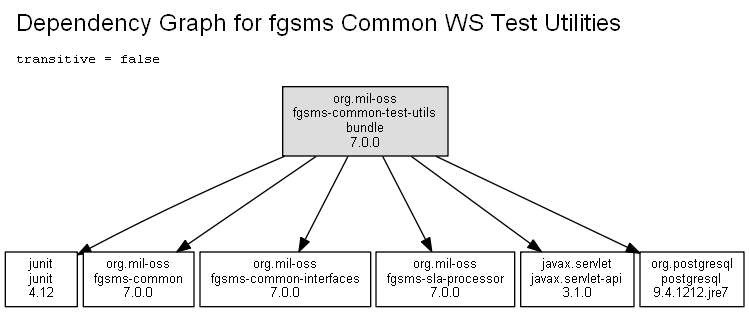 Dependency Graph for fgsms Common WS Test Utilities
transitive = false
org.mil-oss
fgsms-common-test-utils
bundle
7.0.0
junit
junit
4.12
org.mil-oss
fgsms-common
7.0.0
org.mil-oss
fgsms-common-interfaces
7.0.0
org.mil-oss
fgsms-sla-processor
7.0.0
javax.servlet
javax.servlet-api
3.1.0
org.postgresql
postgresql
9.4.1212.jre7